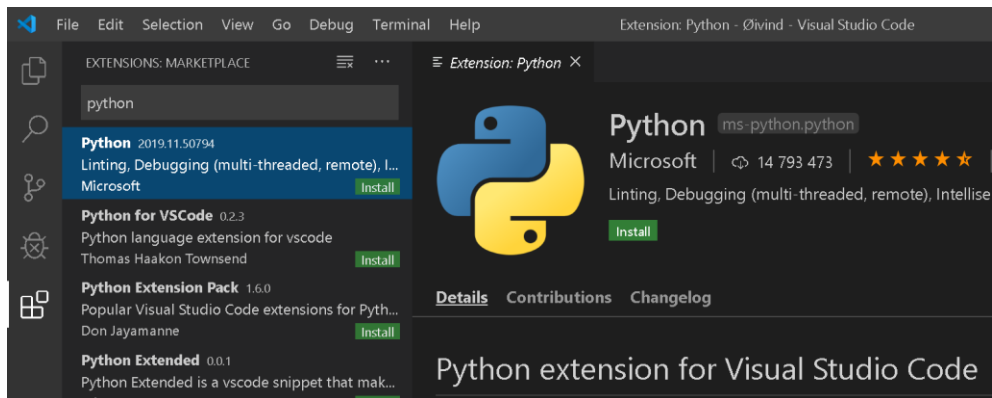 File Edit Selection View Go Debug Terminal Help Extension: Python - Øivind - Visual Studio Code
EXTENSIONS: MARKETPLACE
python
Python 2019.11.50794
Linting, Debugging (multi-threaded, remote), I...
Microsoft Install
Python for VSCode 0.2.3
Python language extension for vscode
Thomas Haakon Townsend Install
Python Extension Pack 1.6.0
Popular Visual Studio Code extensions for Pyth...
Don Jayamanne Install
Python Extended 0.0.1
Python Extended is a vscode snippet that mak...
Extension: Python
Python ms-python.python
Microsoft 14 793 473
Linting, Debugging (multi-threaded, remote), Intellise
Install
Details Contributions Changelog
Python extension for Visual Studio Code